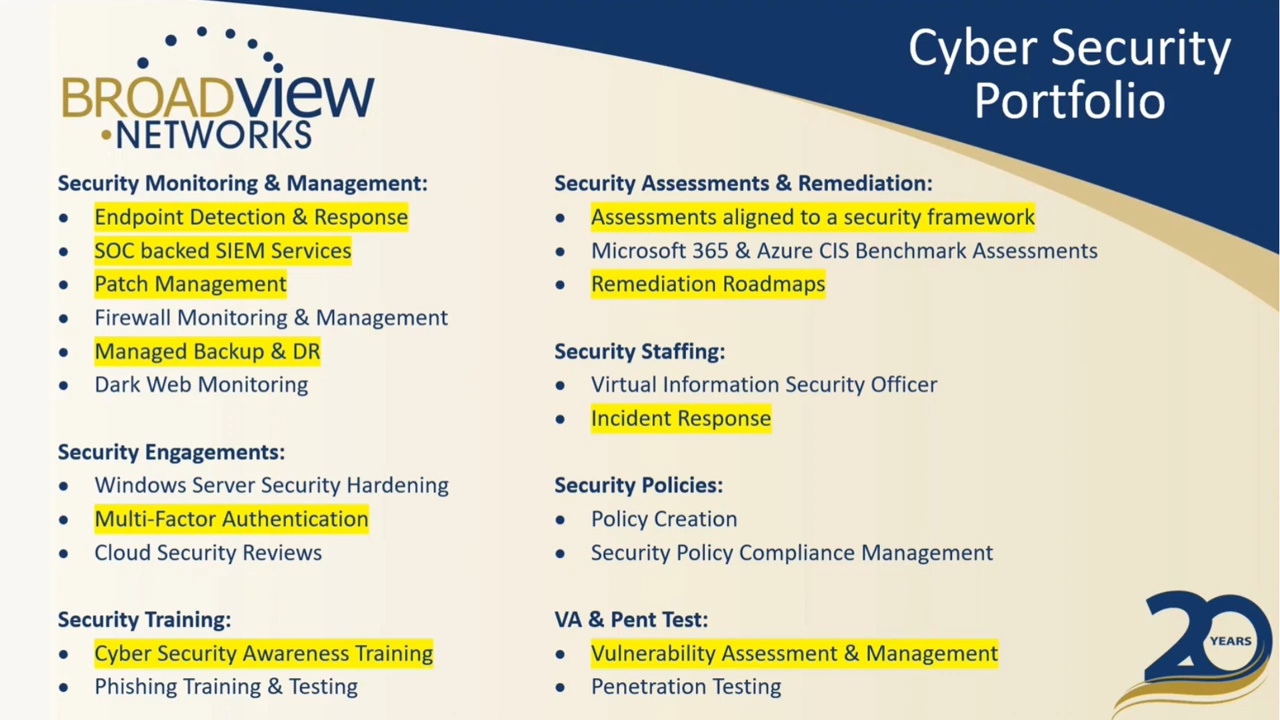 BROADVIEW
NETWORKS
Cyber Security
Portfolio
Security Monitoring & Management:
• Endpoint Detection & Response
• SOC backed SIEM Services
• Patch Management
• Firewall Monitoring & Management
• Managed Backup & DR
• Dark Web Monitoring
Security Engagements:
• Windows Server Security Hardening
• Multi-Factor Authentication
• Cloud Security Reviews
Security Training:
• Cyber Security Awareness Training
• Phishing Training & Testing
Security Assessments & Remediation:
• Assessments aligned to a security framework
• Microsoft 365 & Azure CIS Benchmark Assessments
• Remediation Roadmaps
Security Staffing:
• Virtual Information Security Officer
• Incident Response
Security Policies:
• Policy Creation
• Security Policy Compliance Management
VA & Pent Test:
• Vulnerability Assessment & Management
• Penetration Testing
20 YEARS